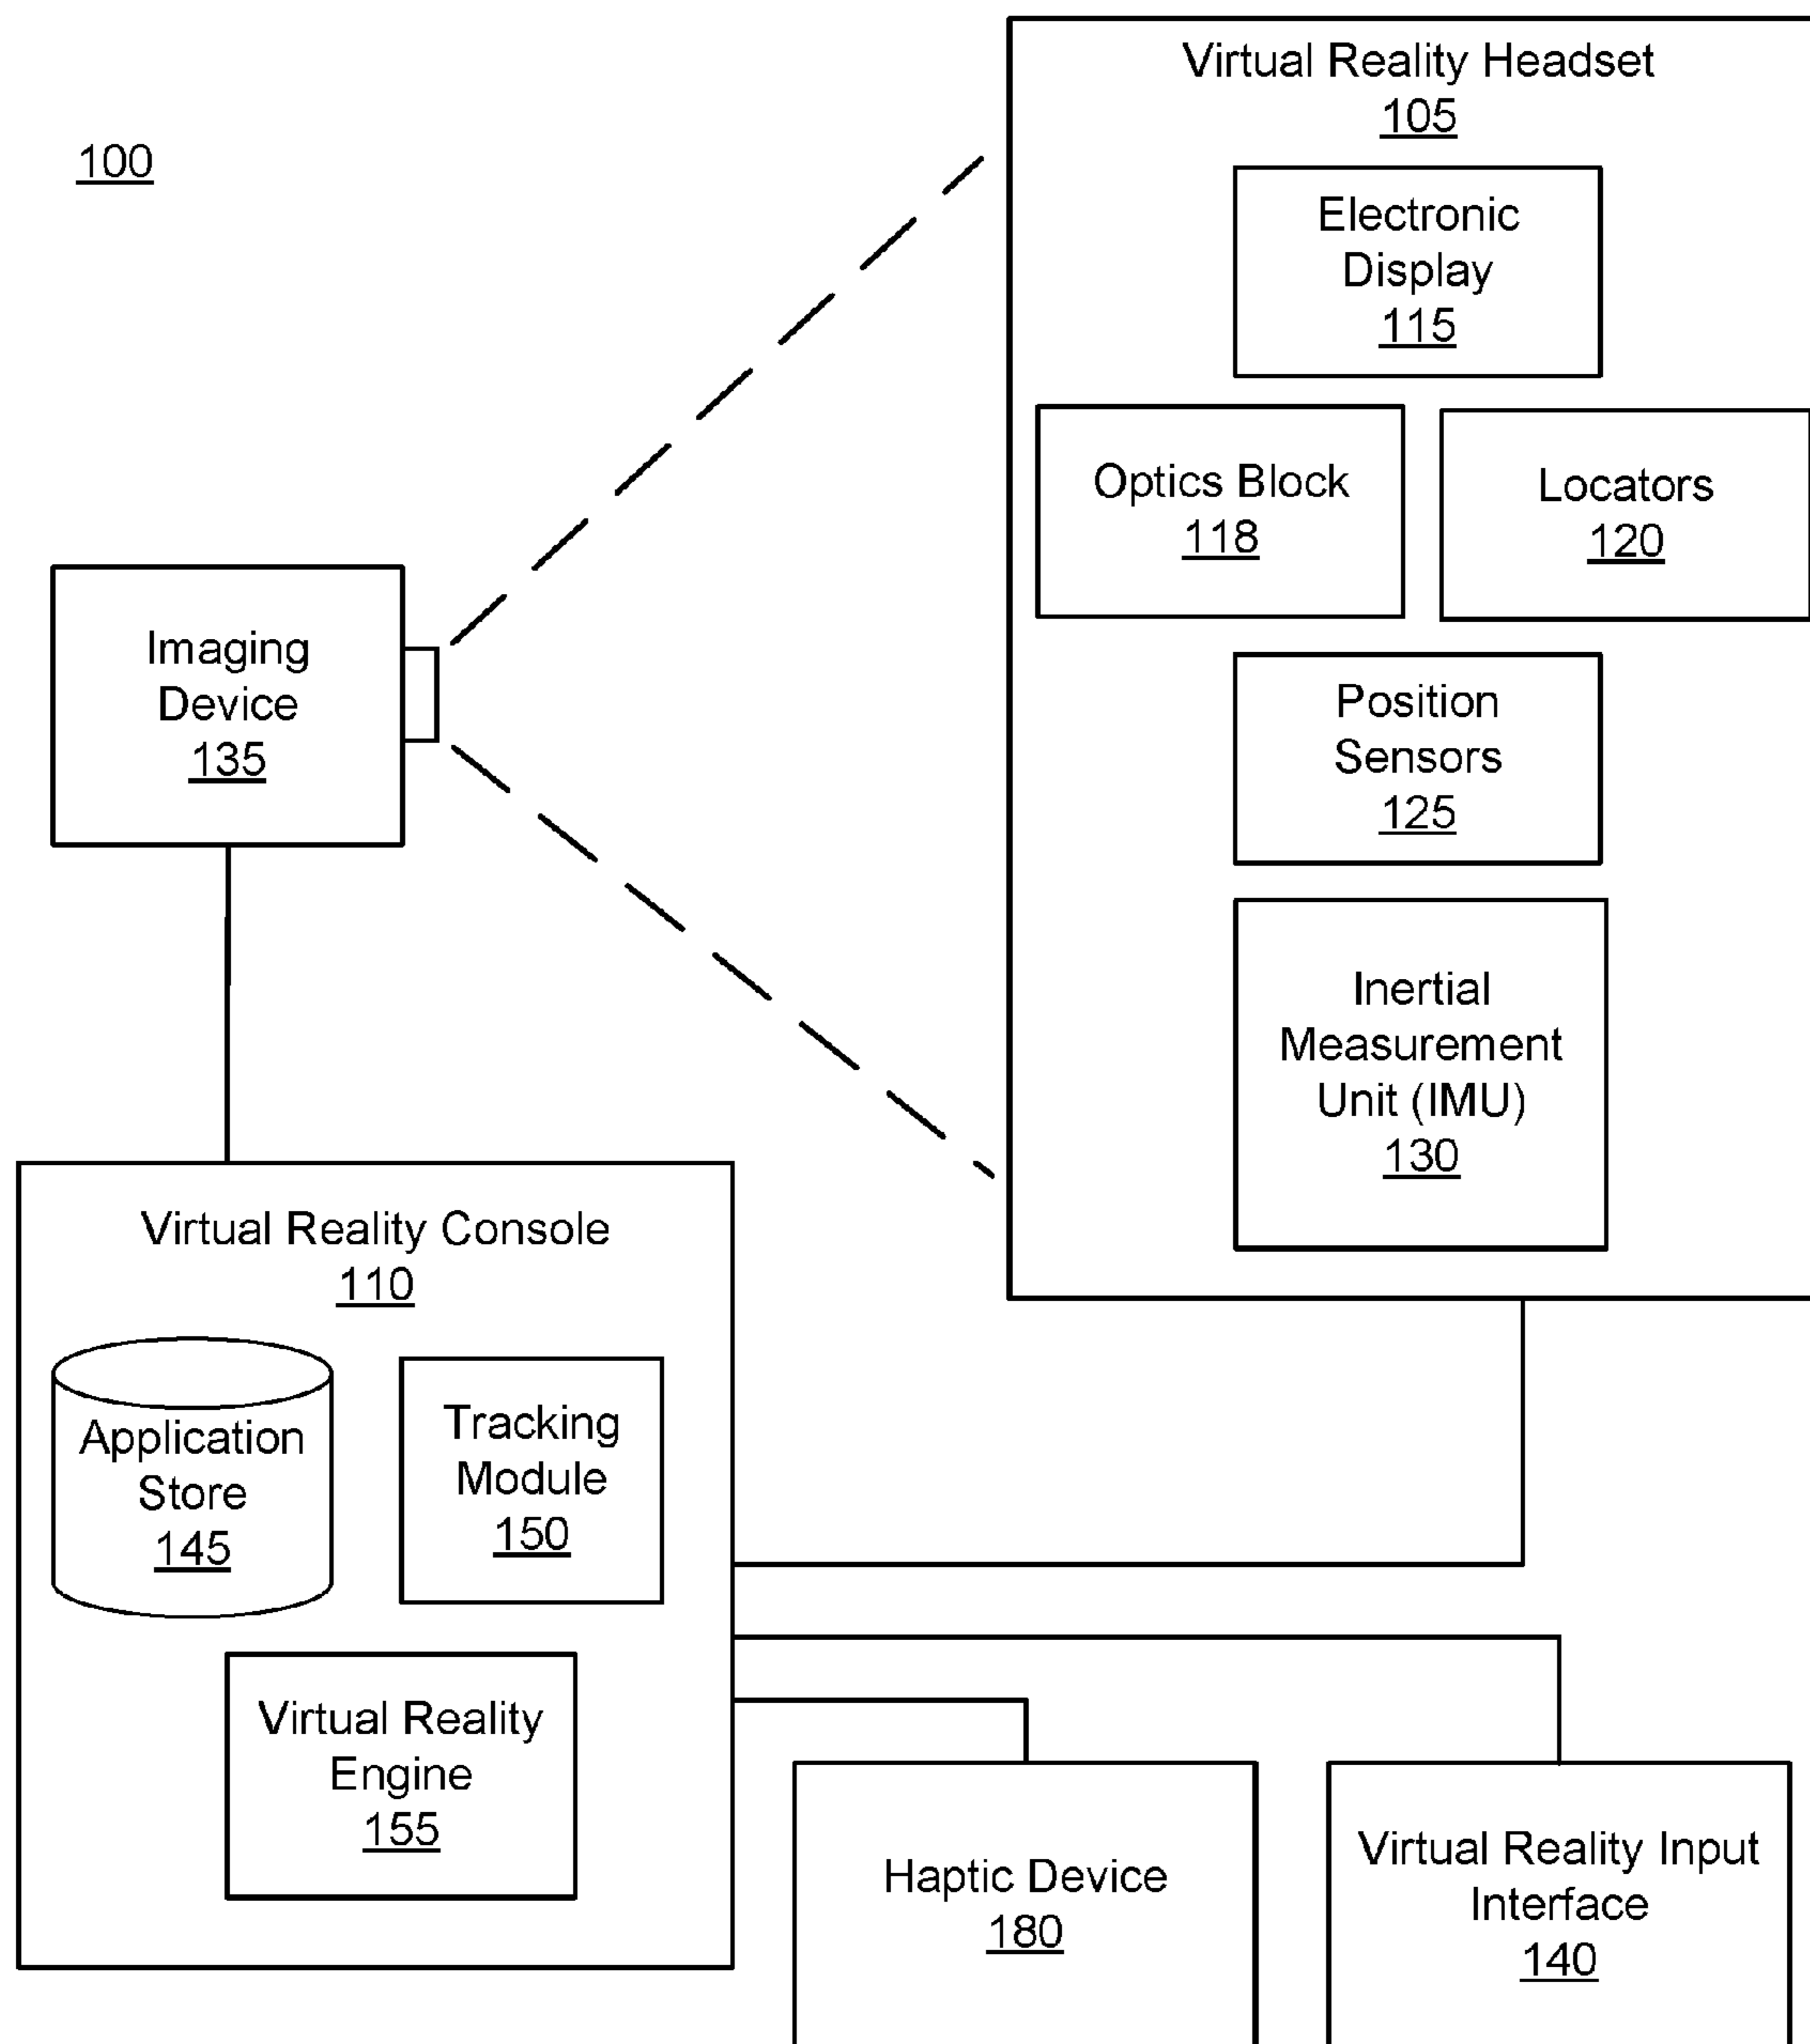 100
Virtual Reality Headset
105
Electronic
Display
115
Optics Block
118
Locators
120
Position
Sensors
125
Inertial
Measurement
Unit (IMU)
130
Imaging
Device
135
Virtual Reality Console
110
Application
Store
145
Tracking
Module
150
Virtual Reality
Engine
155
Haptic Device
180
Virtual Reality Input
Interface
140